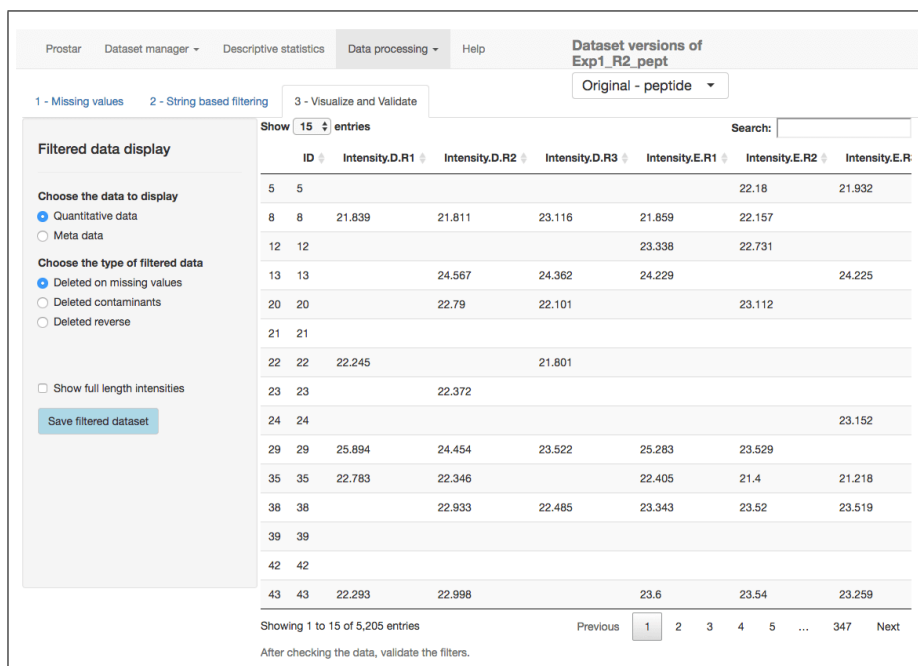 Prostar Dataset manager Descriptive statistics Data processing Help
Dataset versions of
Exp1_R2_pept
Original - peptide
1 - Missing values 2 - String based filtering 3 - Visualize and Validate
Filtered data display
Choose the data to display
Quantitative data
Meta data
Choose the type of filtered data
Deleted on missing values
Deleted contaminants
Deleted reverse
Show full length intensities
Save filtered dataset
Show 15 entries Search:
ID Intensity.D.R1 Intensity.D.R2 Intensity.D.R3 Intensity.E.R1 Intensity.E.R2 Intensity.E.R3
5 5 22.18 21.932
8 8 21.839 21.811 23.116 21.859 22.157
12 12 23.338 22.731
13 13 24.567 24.362 24.229 24.225
20 20 22.79 22.101 23.112
21 21
22 22 22.245 21.801
23 23 22.372
24 24 23.152
29 29 25.894 24.454 23.522 25.283 23.529
35 35 22.783 22.346 22.405 21.4 21.218
38 38 22.933 22.485 23.343 23.52 23.519
39 39
42 42
43 43 22.293 22.998 23.6 23.54 23.259
Showing 1 to 15 of 5,205 entries Previous 1 2 3 4 5 ... 347 Next
After checking the data, validate the filters.